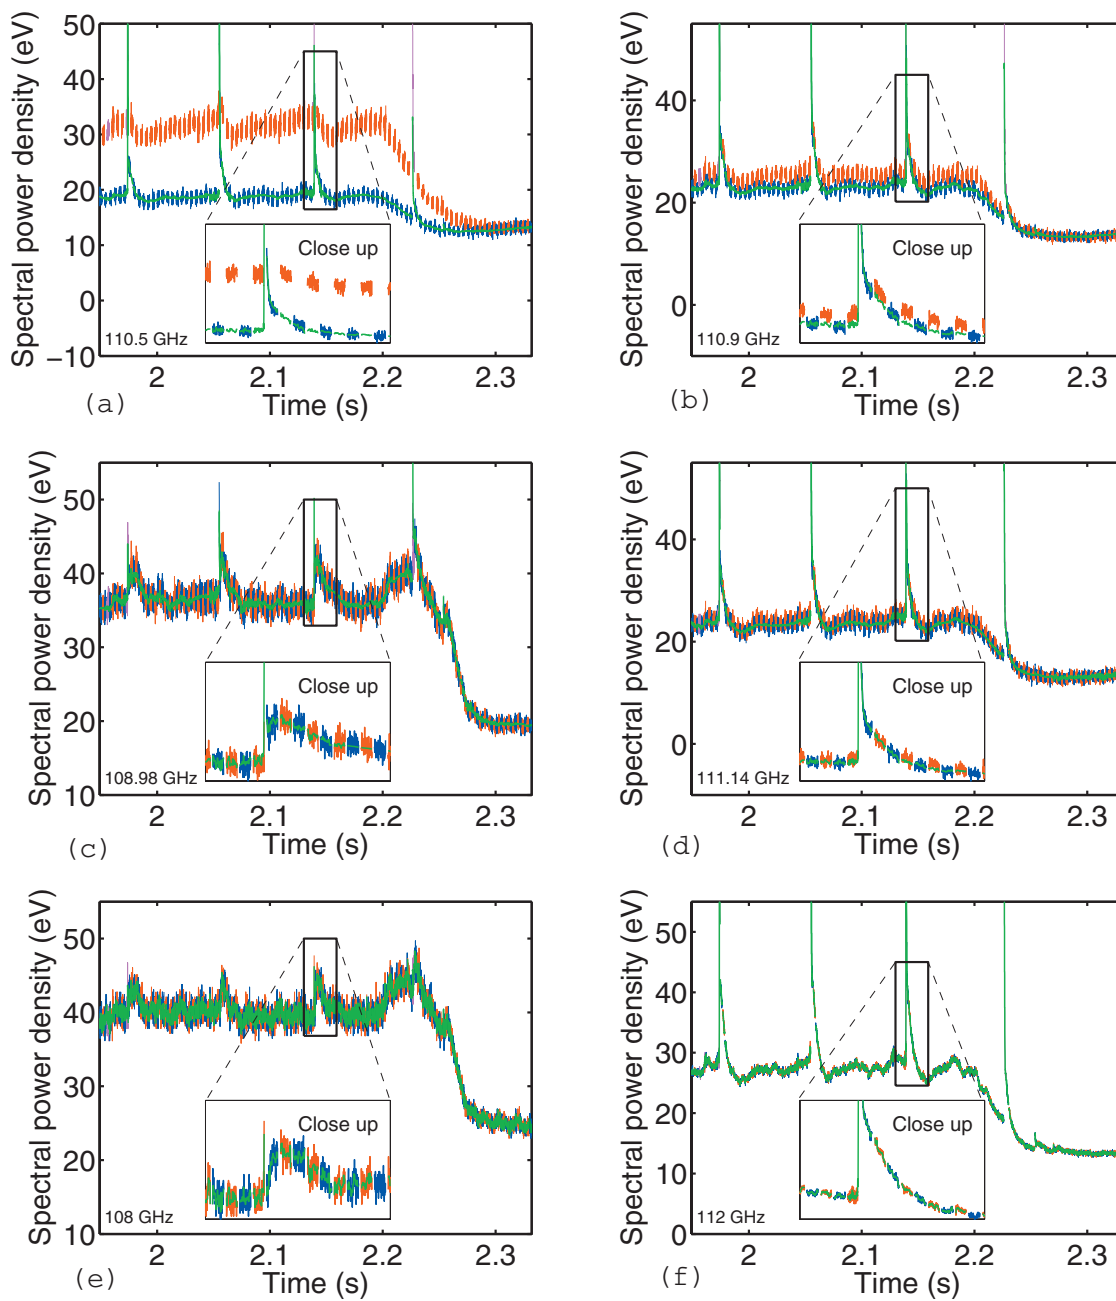 Spectral power density (eV)
50
40
30
20
10
0
−10
Close up
110.5 GHz
2
2.1
2.2
2.3
(a)
Time (s)
Spectral power density (eV)
40
20
0
Close up
110.9 GHz
2
2.1
2.2
2.3
(b)
Time (s)
Spectral power density (eV)
50
40
30
20
10
Close up
108.98 GHz
2
2.1
2.2
2.3
(c)
Time (s)
Spectral power density (eV)
40
20
0
Close up
111.14 GHz
2
2.1
2.2
2.3
(d)
Time (s)
Spectral power density (eV)
50
40
30
20
10
Close up
108 GHz
2
2.1
2.2
2.3
(e)
Time (s)
Spectral power density (eV)
50
40
30
20
10
0
Close up
112 GHz
2
2.1
2.2
2.3
(f)
Time (s)